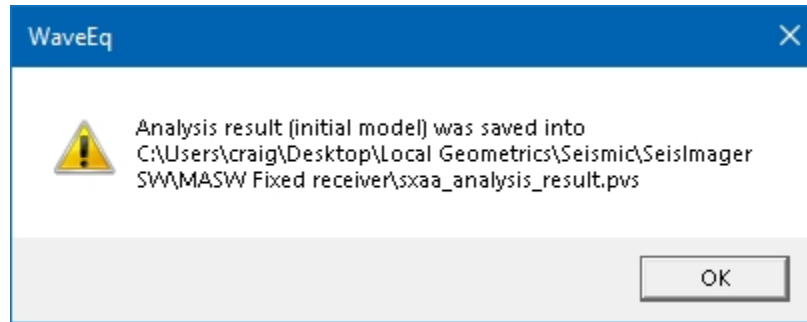 WaveEq
Analysis result (initial model) was saved into
C:\Users\craig\Desktop\Local Geometrics\Seismic\SeisImager
SW\MASW Fixed receiver\sxaa_analysis_result.pvs
OK